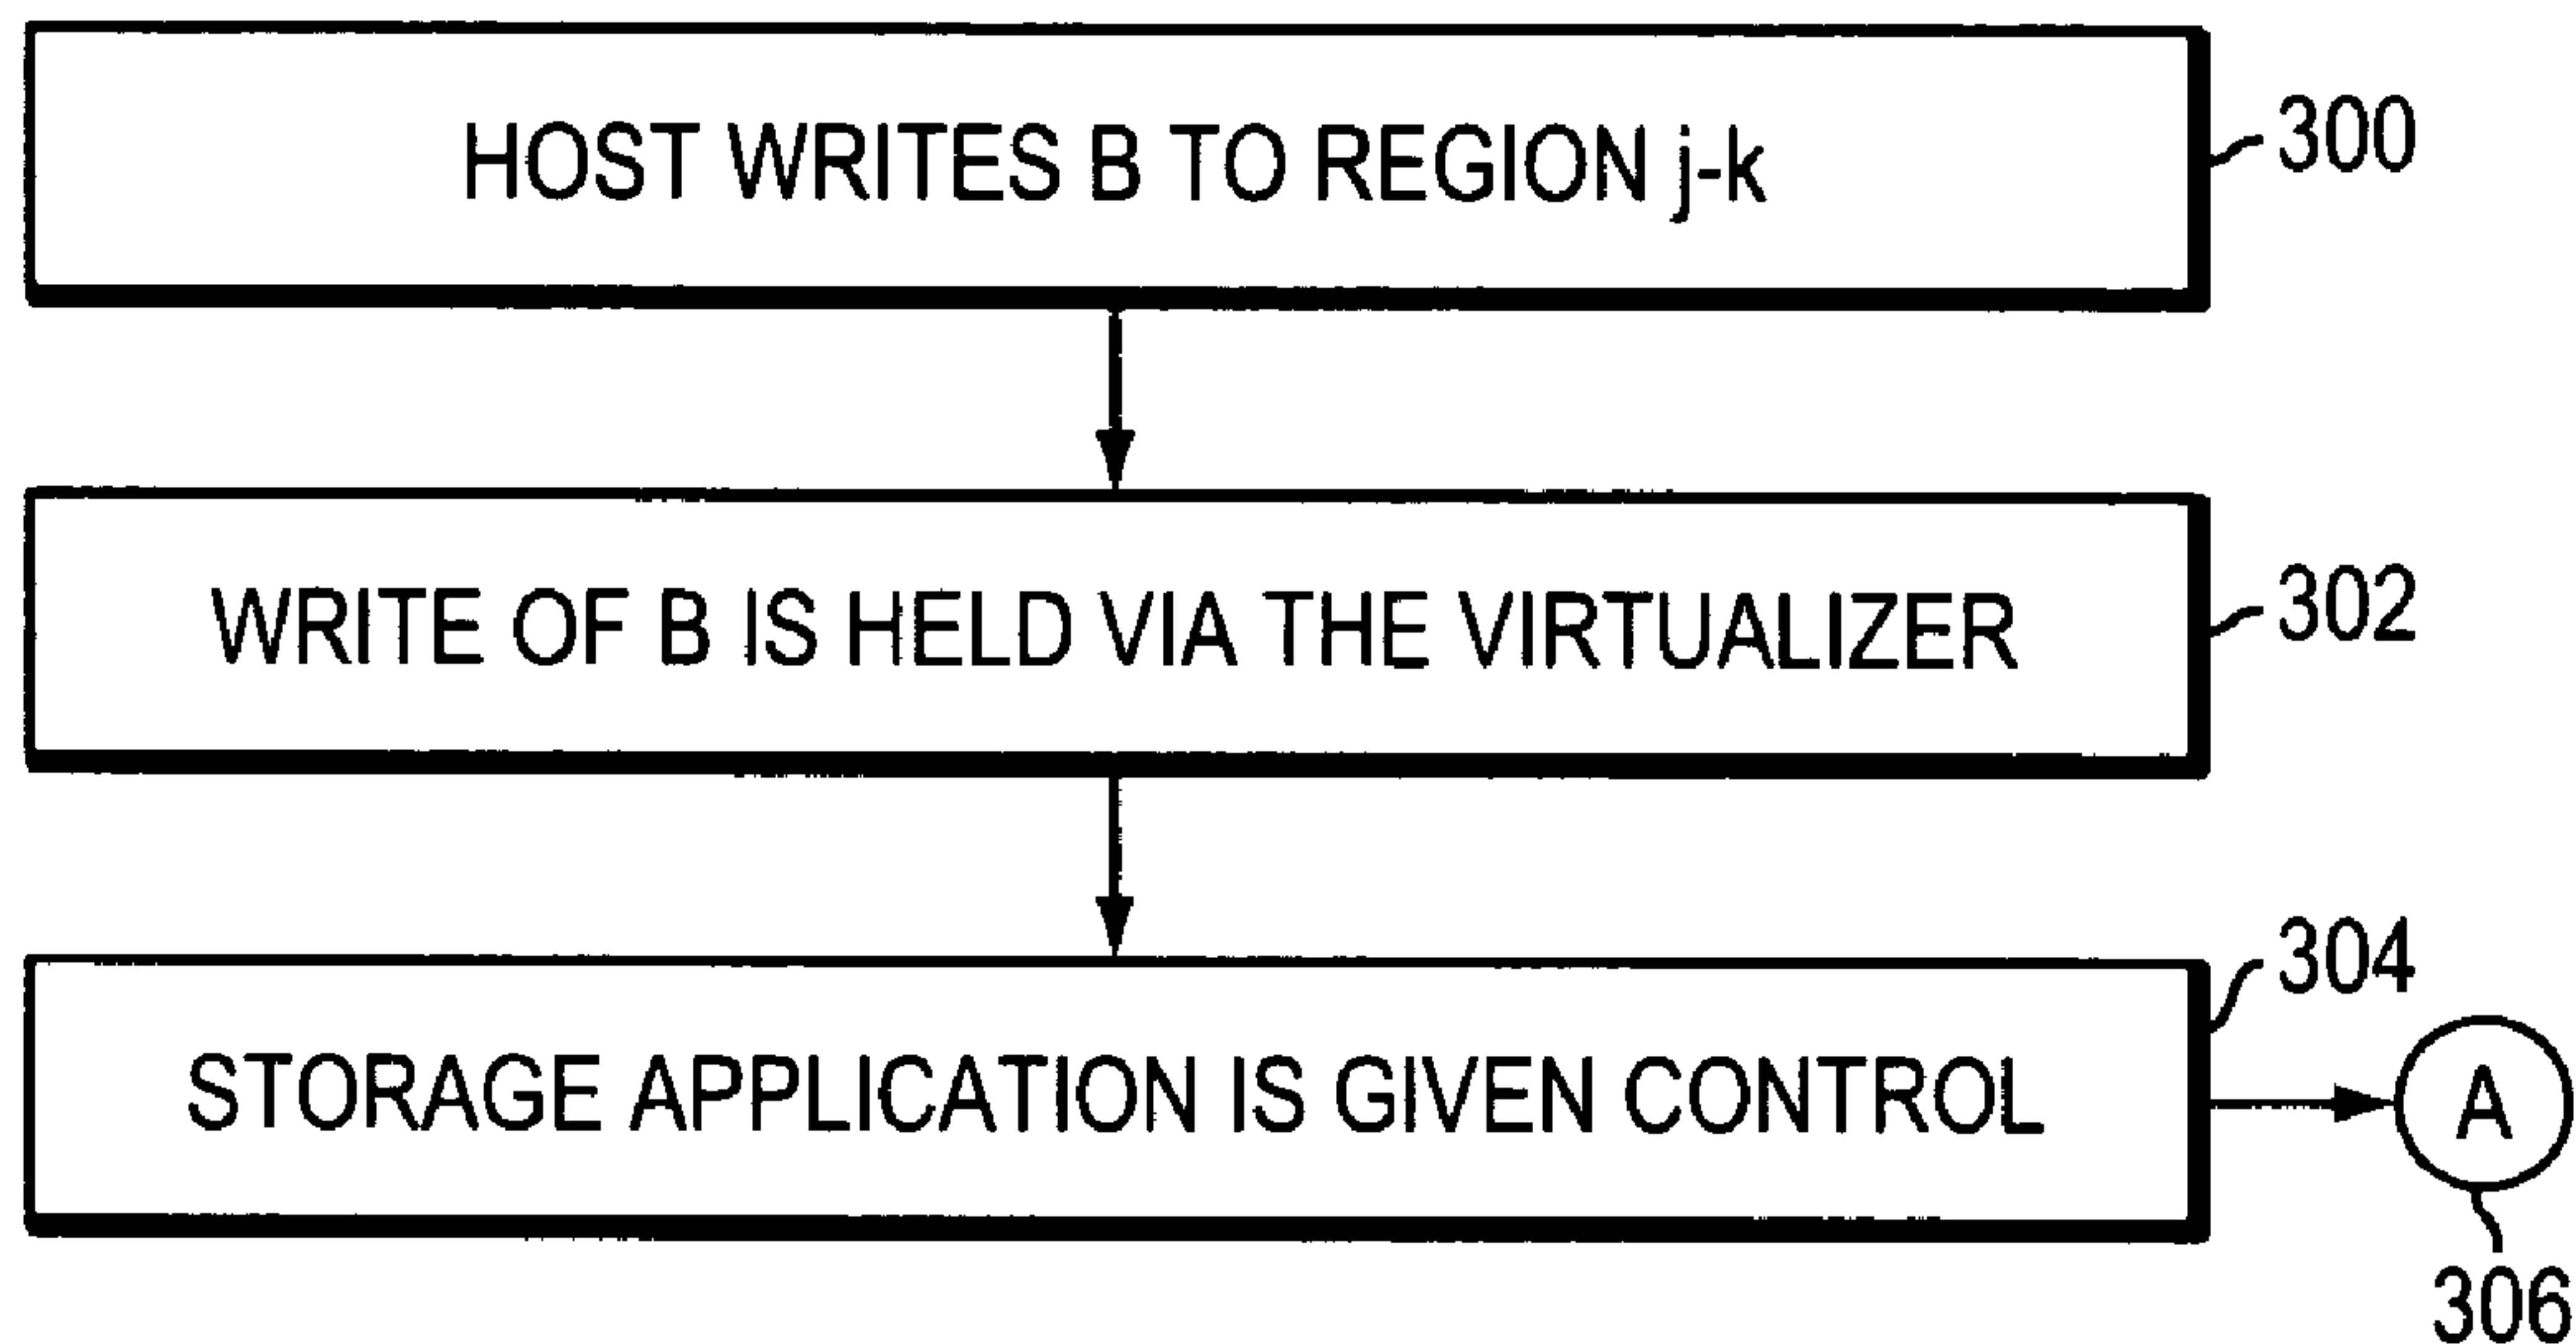 HOST WRITES B TO REGION j-k
300
WRITE OF B IS HELD VIA THE VIRTUALIZER
302
STORAGE APPLICATION IS GIVEN CONTROL
304
A
306